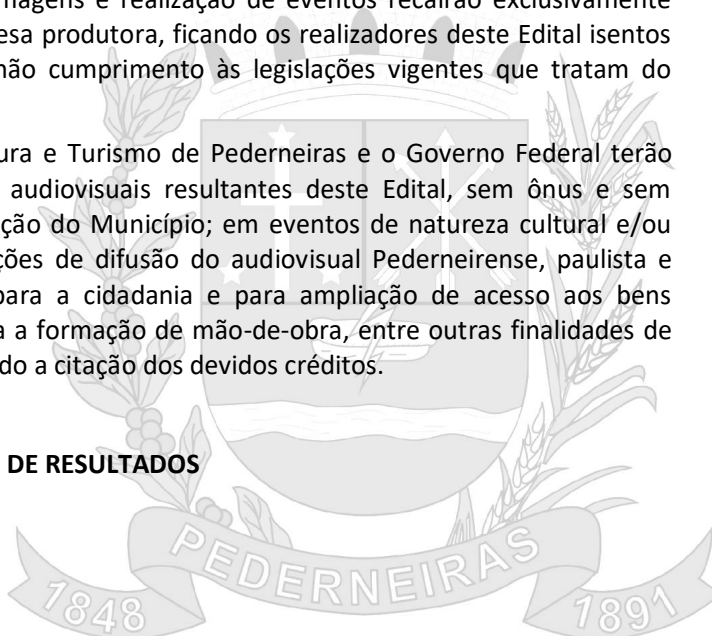 magens e realização de eventos recairão exclusivamente
esa produtora, ficando os realizadores deste Edital isentos
não cumprimento às legislações vigentes que tratam do
ura e Turismo de Pederneiras e o Governo Federal terão
audiovisuais resultantes deste Edital, sem ônus e sem
ção do Município; em eventos de natureza cultural e/ou
ções de difusão do audiovisual Pederneirense, paulista e
para a cidadania e para ampliação de acesso aos bens
a a formação de mão-de-obra, entre outras finalidades de
do a citação dos devidos créditos.
DE RESULTADOS
PEDERNEIRAS
1848
1891